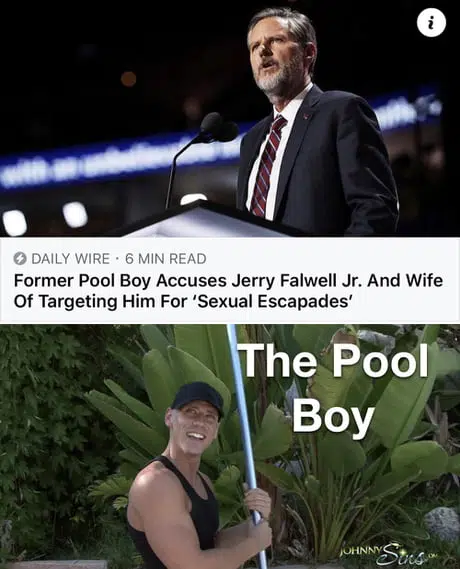 DAILY WIRE · 6 MIN READ
Former Pool Boy Accuses Jerry Falwell Jr. And Wife
Of Targeting Him For ‘Sexual Escapades’
The Pool
Boy
JOHNNY Sins